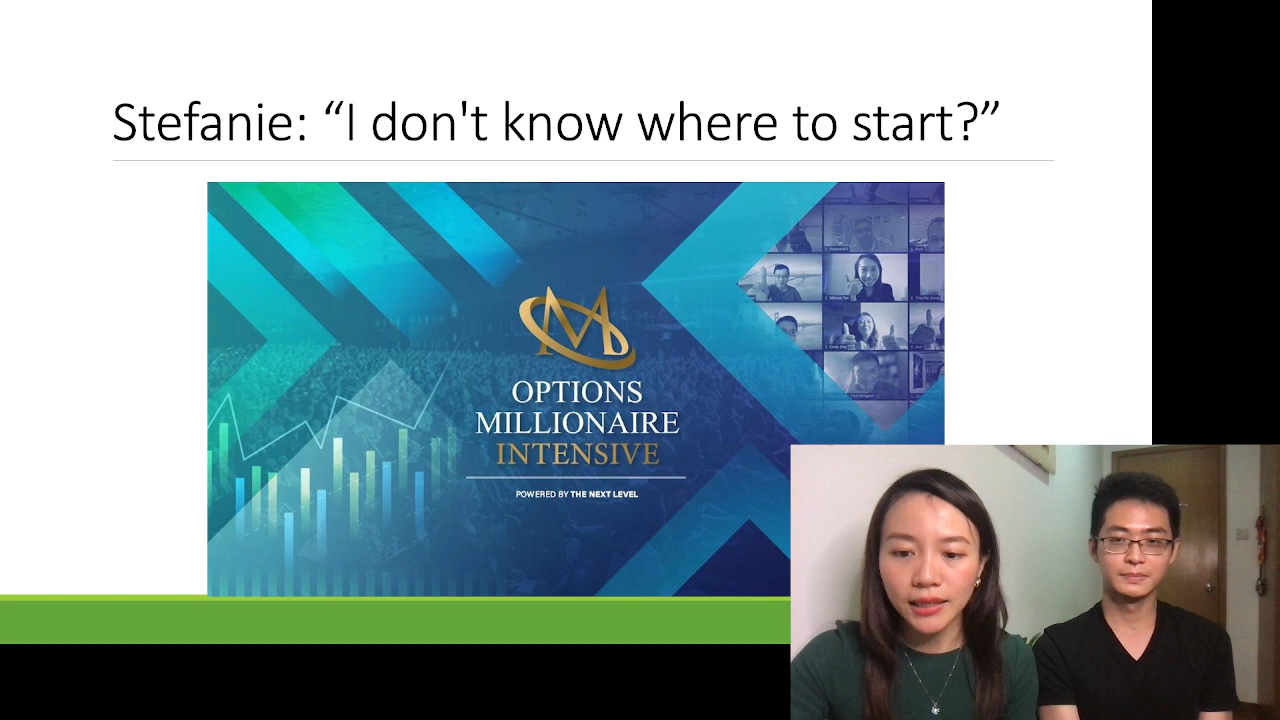 Stefanie: “I don't know where to start?”
OPTIONS
MILLIONAIRE
INTENSIVE
POWERED BY THE NEXT LEVEL